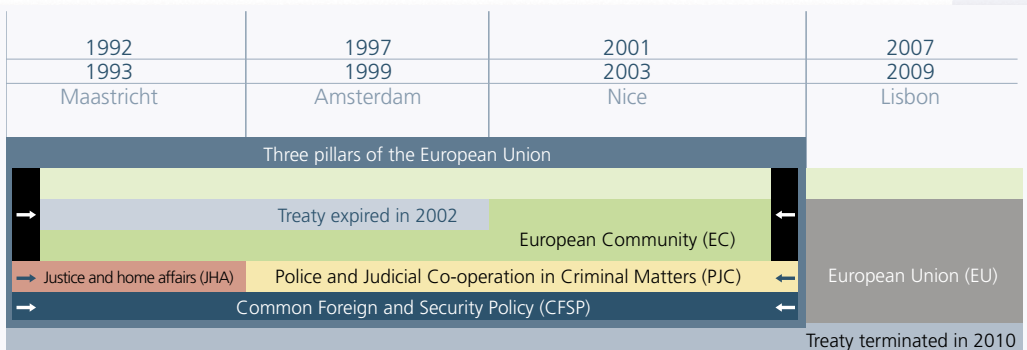 1992 1997 2001 2007
1993 1999 2003 2009
Maastricht Amsterdam Nice Lisbon
Three pillars of the European Union
Treaty expired in 2002
European Community (EC)
Justice and home affairs (JHA) Police and Judicial Co-operation in Criminal Matters (PJC) European Union (EU)
Common Foreign and Security Policy (CFSP)
Treaty terminated in 2010